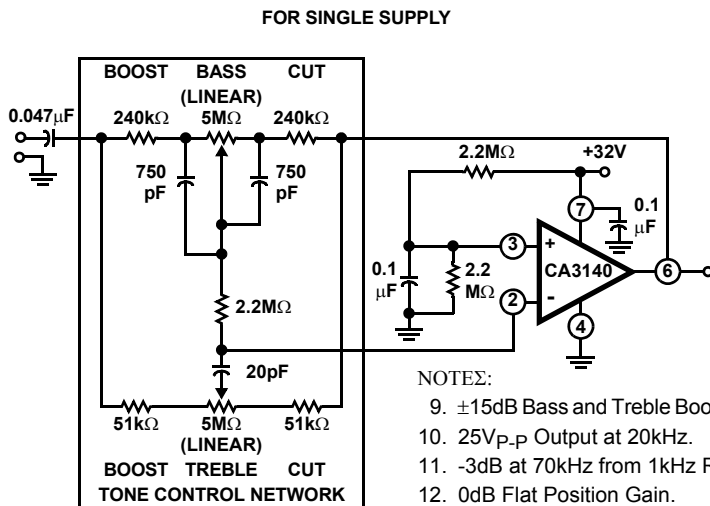 FOR SINGLE SUPPLY
BOOST BASS CUT
(LINEAR)
0.047μF
240kΩ 5MΩ 240kΩ
750 pF
750 pF
2.2MΩ
+32V
7
0.1 μF
3
+
CA3140
6
0.1 μF
2.2 MΩ
2
-
4
2.2MΩ
20pF
51kΩ 5MΩ 51kΩ
(LINEAR)
BOOST TREBLE CUT
TONE CONTROL NETWORK
NOTEΣ:
9. ±15dB Bass and Treble Boo
10. 25VP-P Output at 20kHz.
11. -3dB at 70kHz from 1kHz R
12. 0dB Flat Position Gain.